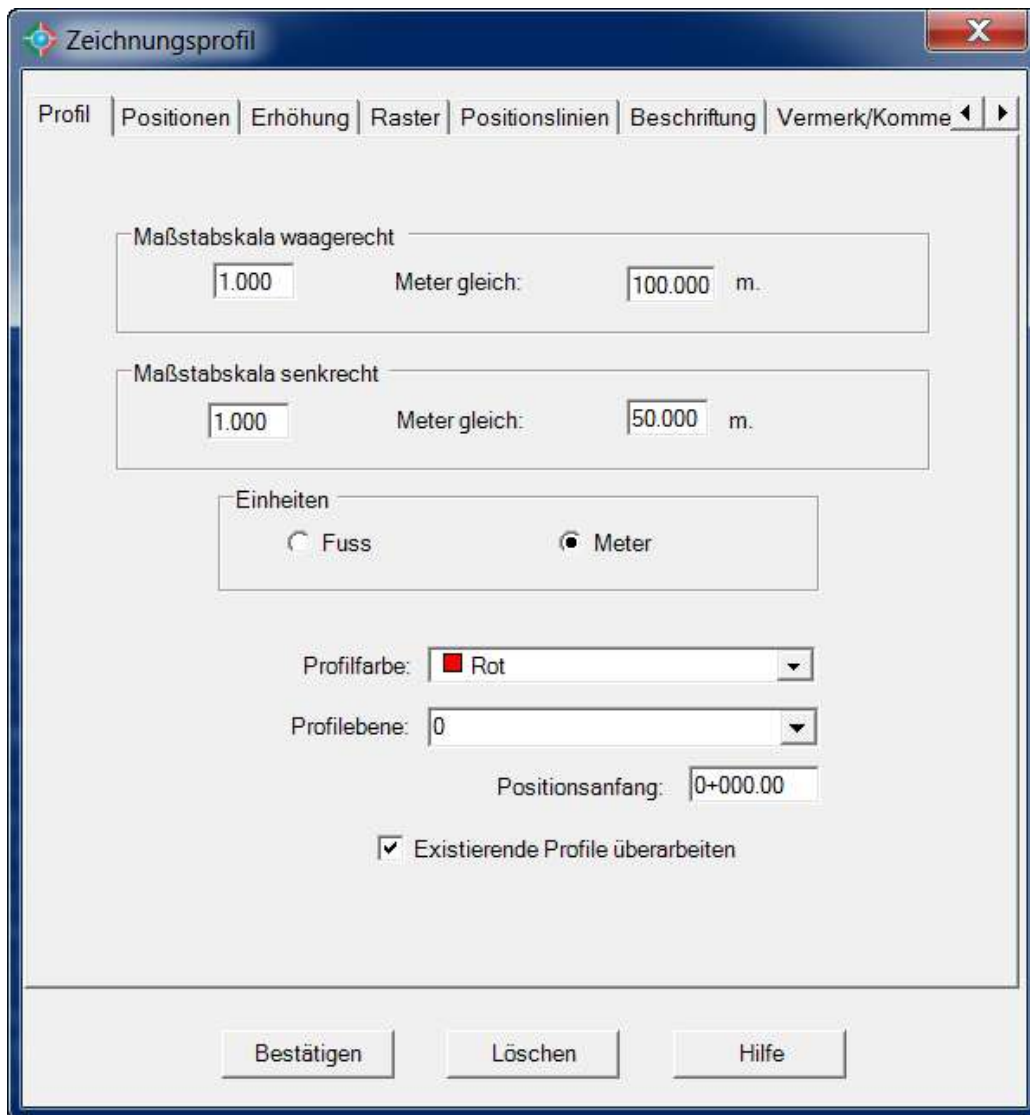 Zeichnungsprofil
Profil Positionen Erhöhung Raster Positionslinien Beschriftung Vermerk/Komme
Maßstabskala waagerecht
1.000 Meter gleich: 100.000 m.
Maßstabskala senkrecht
1.000 Meter gleich: 50.000 m.
Einheiten
Fuss Meter
Profilfarbe: Rot
Profilebene: 0
Positionsanfang: 0+000.00
Existierende Profile überarbeiten
Bestätigen Löschen Hilfe